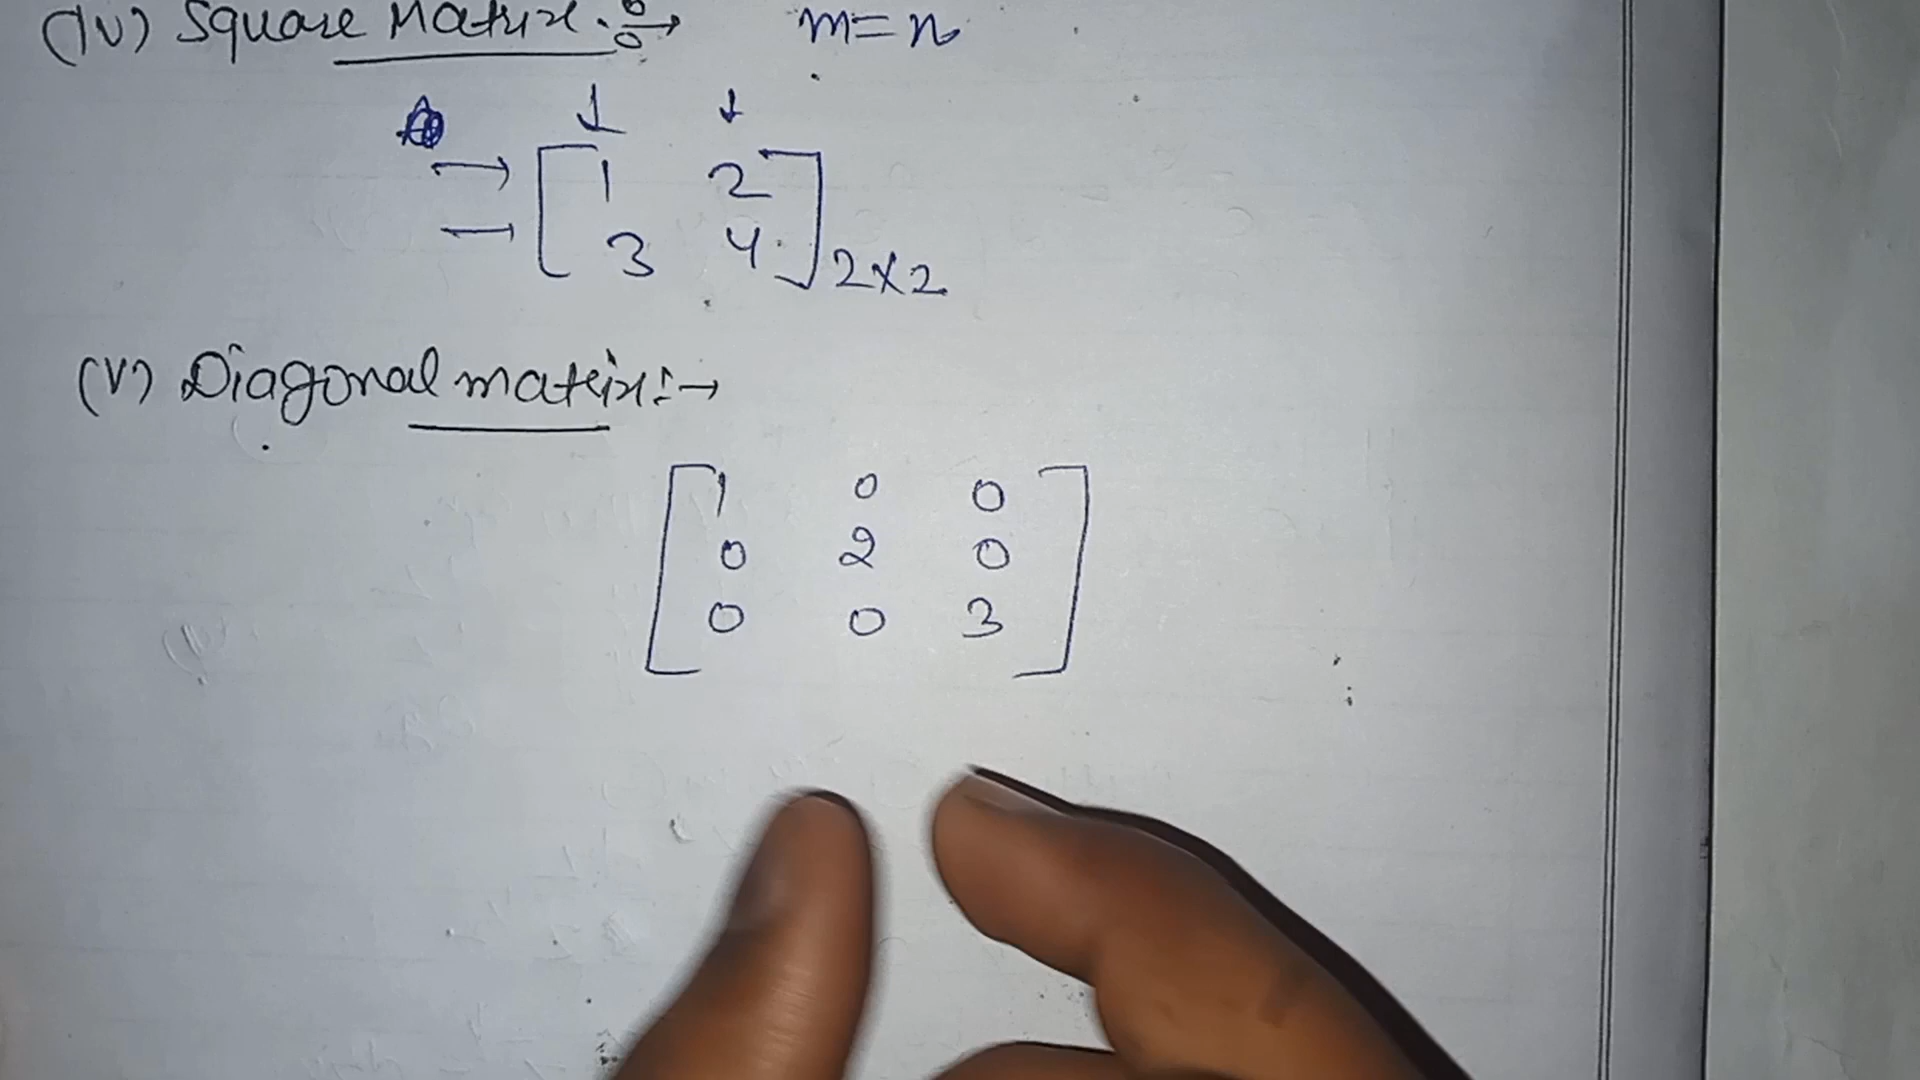 (IV) Square Matrix :→ m=n
↓ ↓
→ [ 1 2 ]
→ [ 3 4 ] 2×2
(V) Diagonal matrix :→
[ 1 0 0 ]
[ 0 2 0 ]
[ 0 0 3 ]